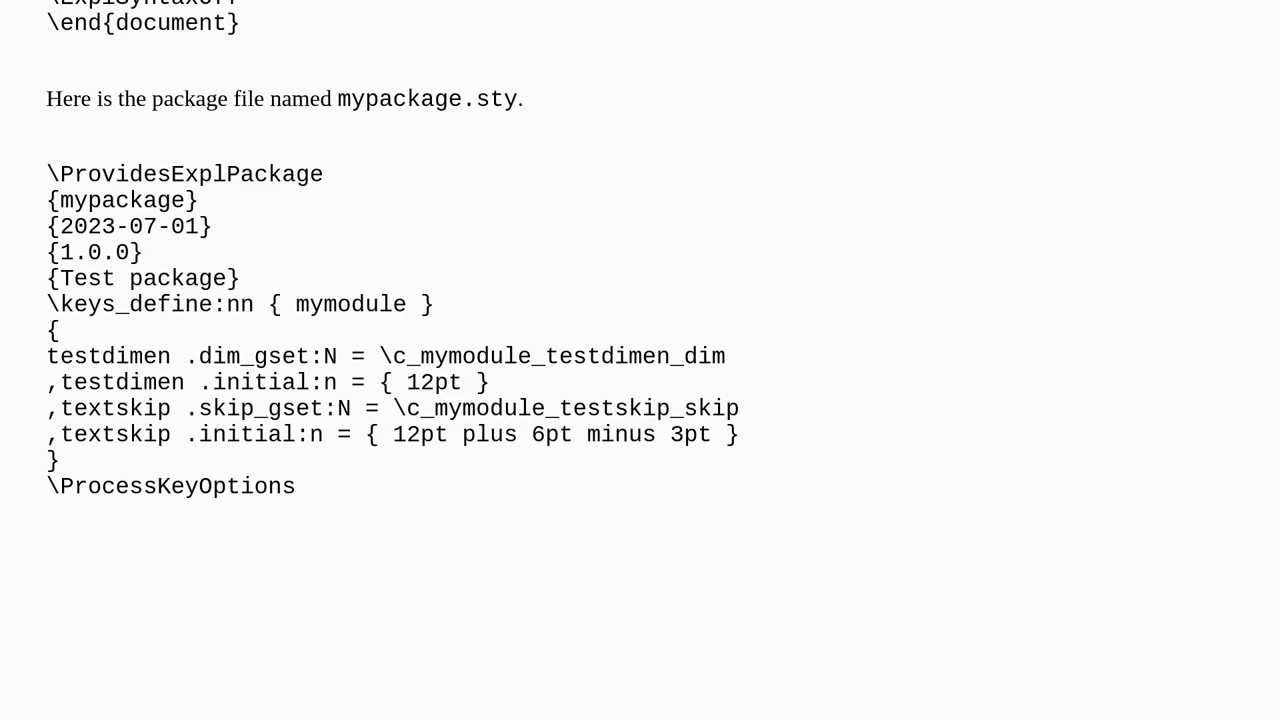 \ExplSyntaxOff
\end{document}
Here is the package file named mypackage.sty.
\ProvidesExplPackage
{mypackage}
{2023-07-01}
{1.0.0}
{Test package}
\keys_define:nn { mymodule }
{
testdimen .dim_gset:N = \c_mymodule_testdimen_dim
,testdimen .initial:n = { 12pt }
,textskip .skip_gset:N = \c_mymodule_testskip_skip
,textskip .initial:n = { 12pt plus 6pt minus 3pt }
}
\ProcessKeyOptions